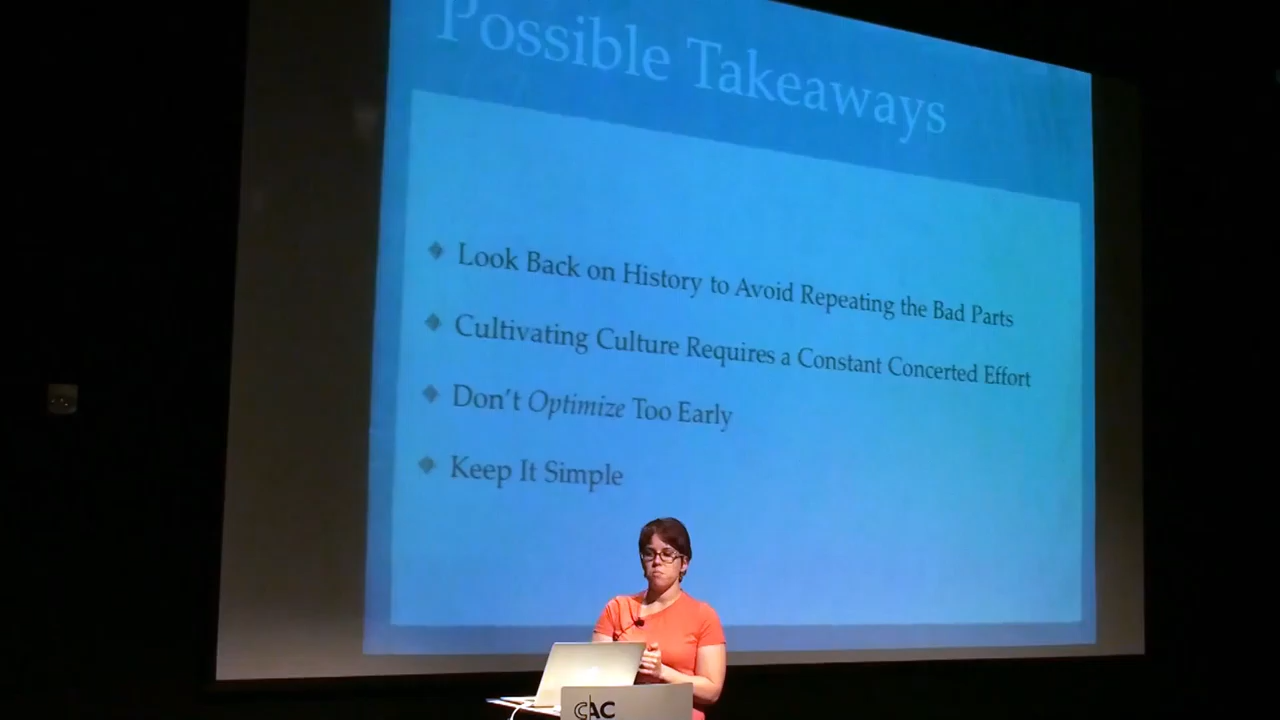 Possible Takeaways
Look Back on History to Avoid Repeating the Bad Parts
Cultivating Culture Requires a Constant Concerted Effort
Don't Optimize Too Early
Keep It Simple
CAC